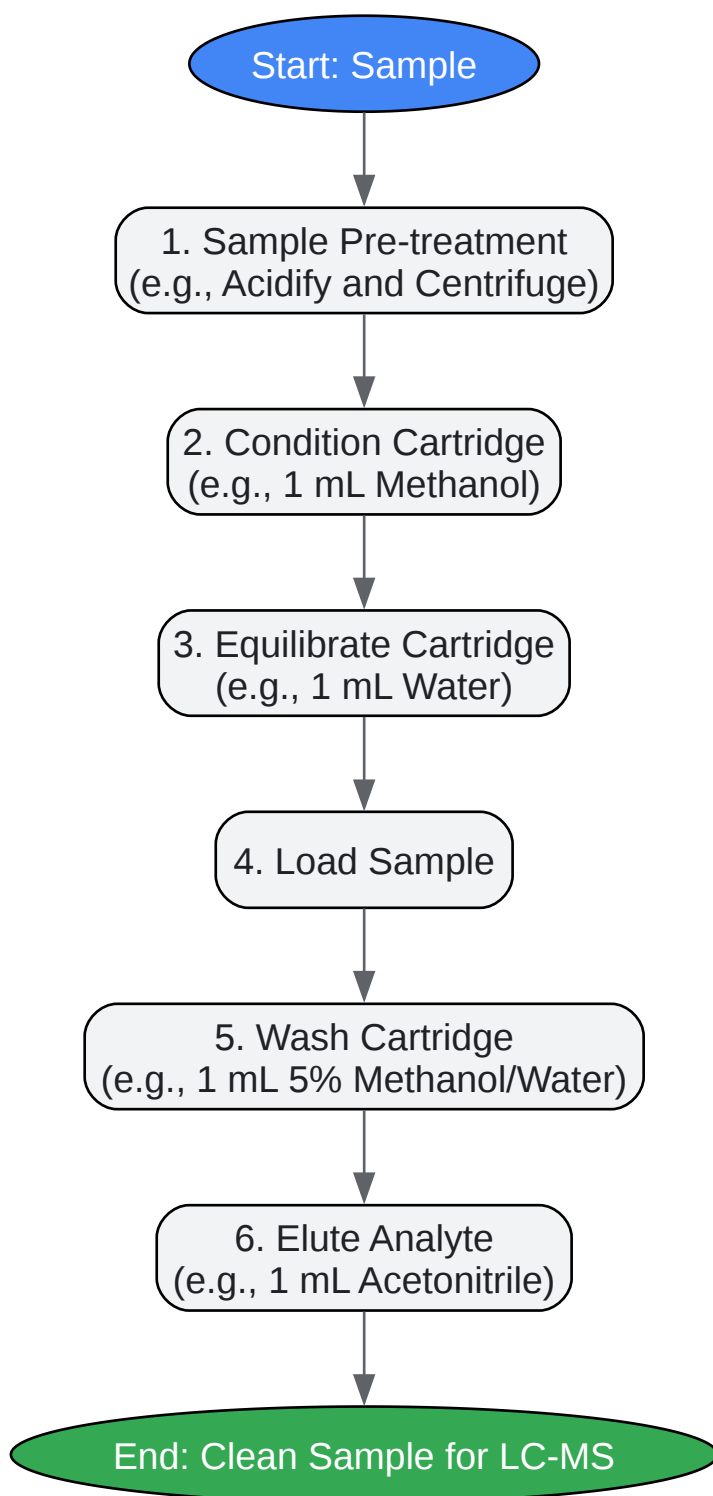 Start: Sample
1. Sample Pre-treatment
(e.g., Acidify and Centrifuge)
2. Condition Cartridge
(e.g., 1 mL Methanol)
3. Equilibrate Cartridge
(e.g., 1 mL Water)
4. Load Sample
5. Wash Cartridge
(e.g., 1 mL 5% Methanol/Water)
6. Elute Analyte
(e.g., 1 mL Acetonitrile)
End: Clean Sample for LC-MS